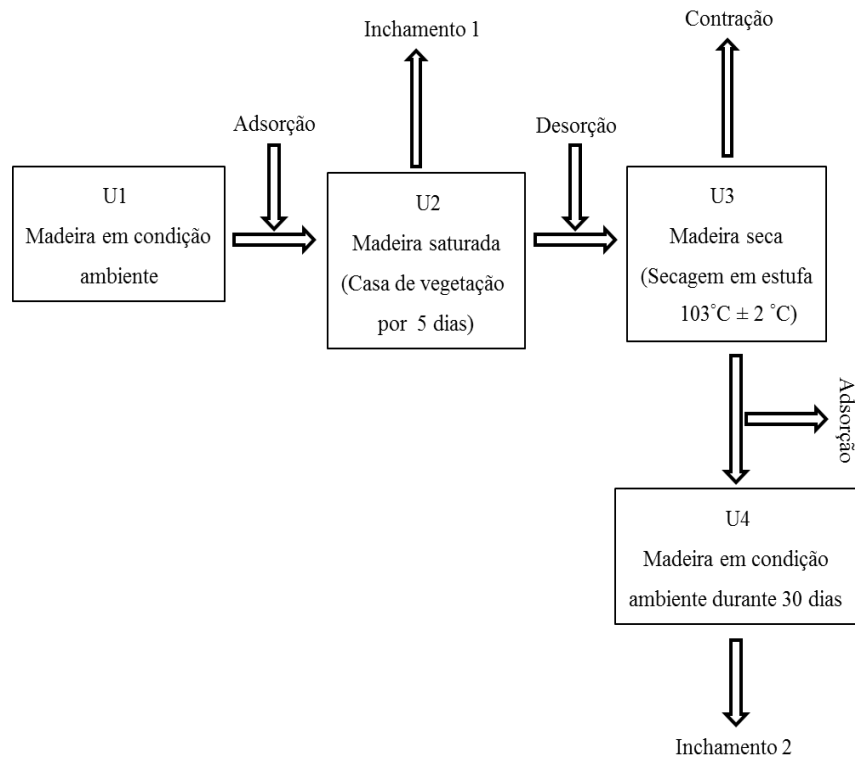 Inchamento 1
Contração
Adsorção
Desorção
U1
Madeira em condição
ambiente
U2
Madeira saturada
(Casa de vegetação
por 5 dias)
U3
Madeira seca
(Secagem em estufa
103°C ± 2 °C)
Adsorção
U4
Madeira em condição
ambiente durante 30 dias
Inchamento 2